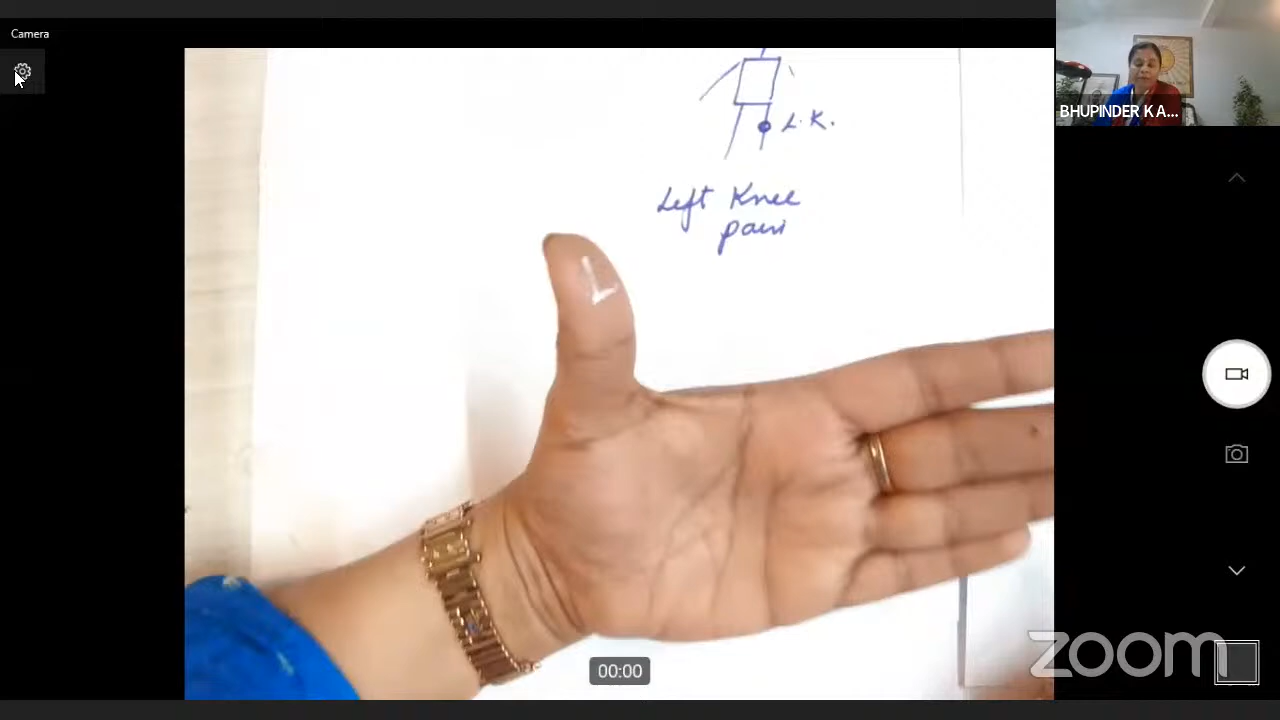 Camera
BHUPINDER K A...
L.K.
Left Knee
pain
L
00:00
zoom